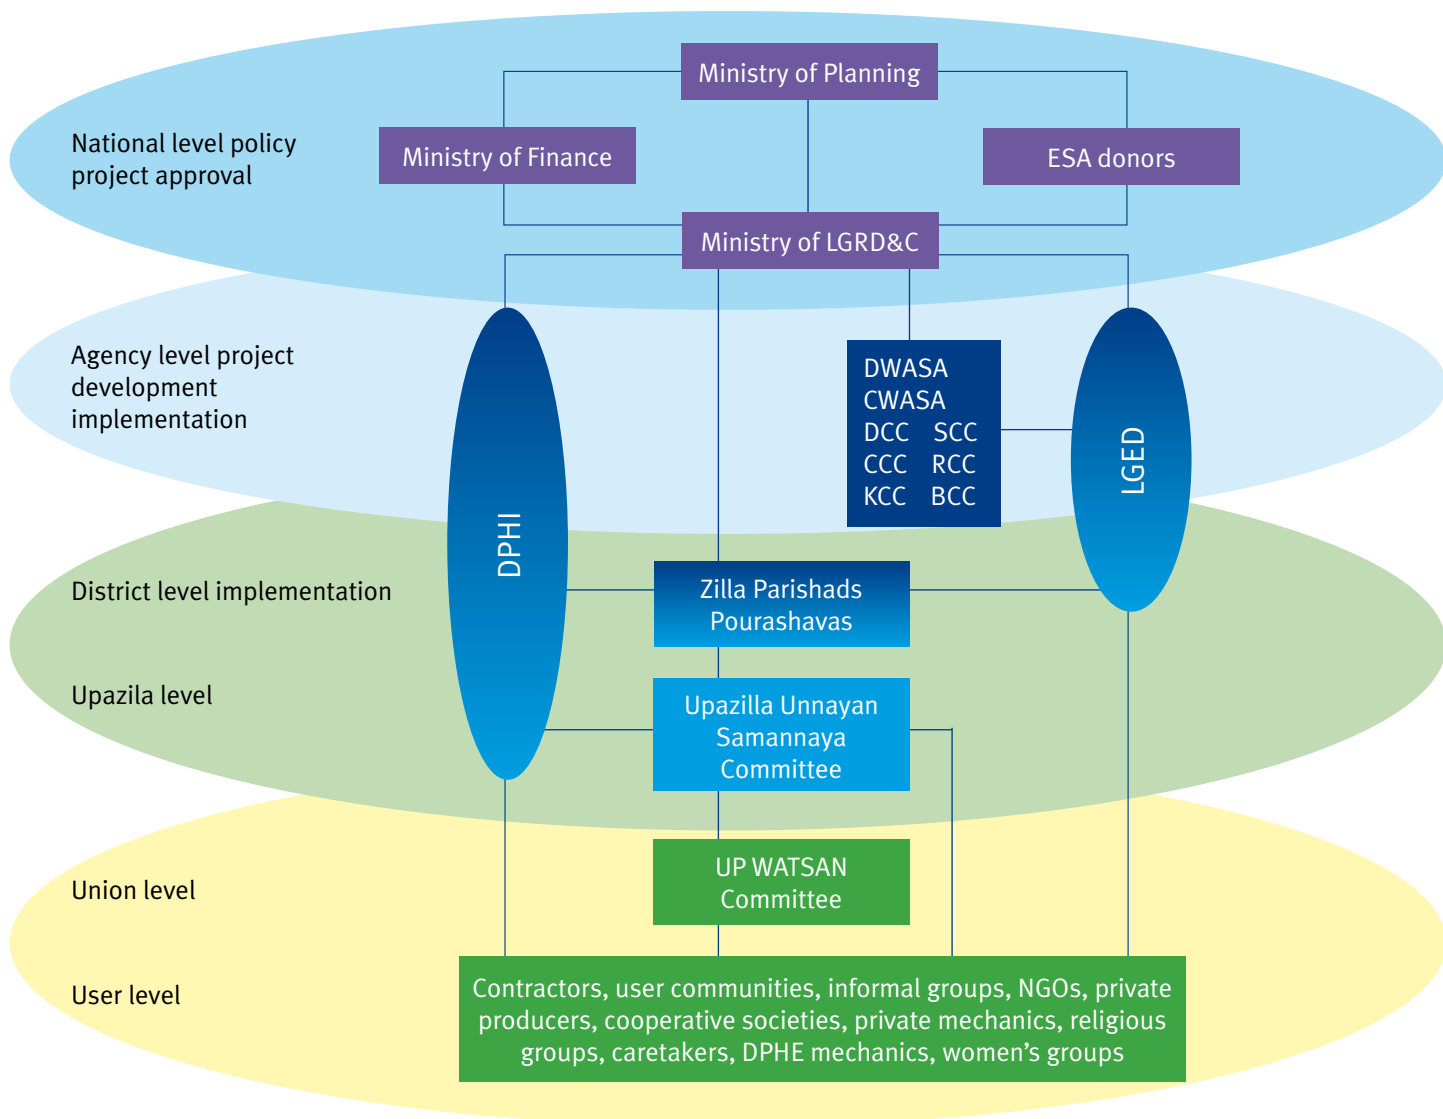 Ministry of Planning
National level policy
project approval
Ministry of Finance
ESA donors
Ministry of LGRD&C
Agency level project
development
implementation
DWASA
CWASA
DCC SCC
CCC RCC
KCC BCC
LGED
DPHI
District level implementation
Zilla Parishads
Pourashavas
Upazila level
Upazilla Unnayan
Samannaya
Committee
Union level
UP WATSAN
Committee
User level
Contractors, user communities, informal groups, NGOs, private
producers, cooperative societies, private mechanics, religious
groups, caretakers, DPHE mechanics, women’s groups